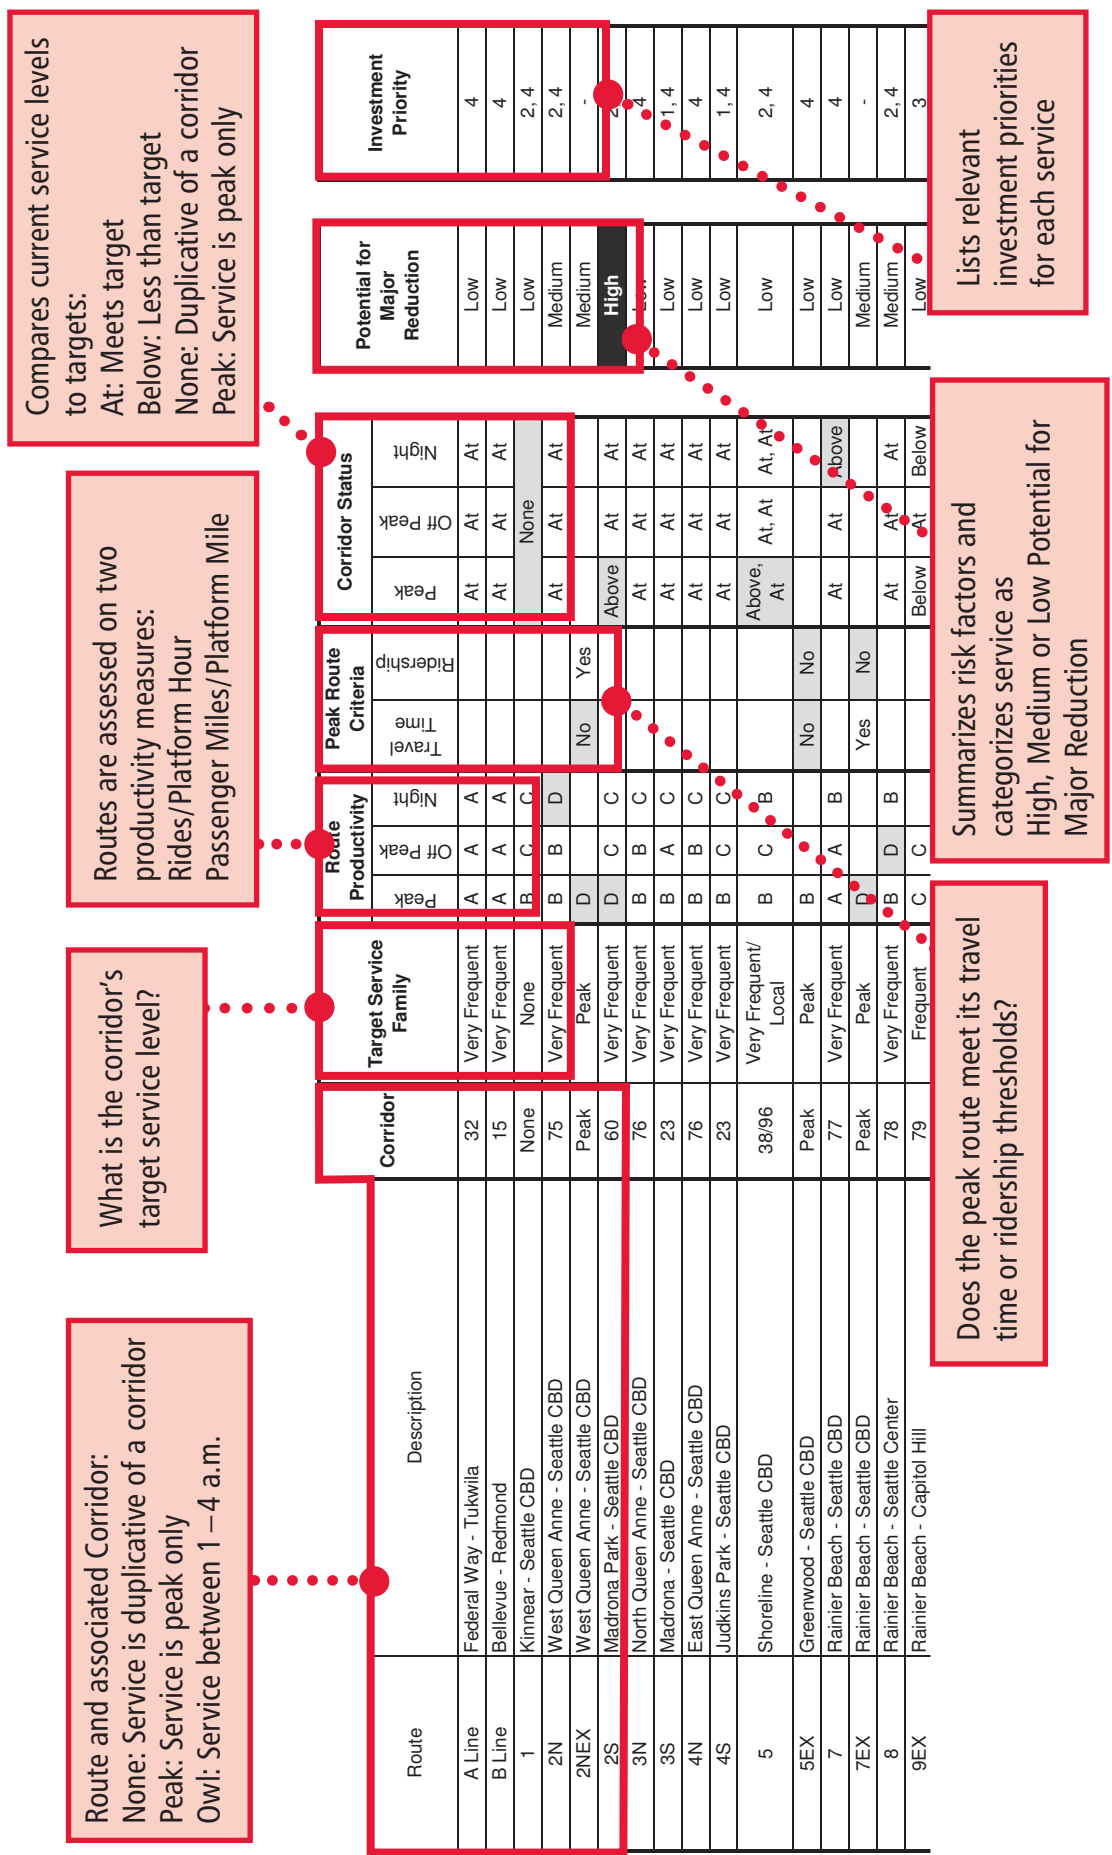 Route and associated Corridor:
None: Service is duplicative of a corridor
Peak: Service is peak only
Owl: Service between 1–4 a.m.
What is the corridor's
target service level?
Routes are assessed on two
productivity measures:
Rides/Platform Hour
Passenger Miles/Platform Mile
Compares current service levels
to targets:
At: Meets target
Below: Less than target
None: Duplicative of a corridor
Peak: Service is peak only
Route Description Corridor
Target Service
Family
Route
Productivity
Peak Off Peak Night
Peak Route
Criteria
Travel
Time
Ridership
Corridor Status
Peak Off Peak Night
Potential for
Major
Reduction
Investment
Priority
A Line Federal Way - Tukwila 32 Very Frequent A A A At At At Low 4
B Line Bellevue - Redmond 15 Very Frequent A A A At At At Low 4
1 Kinnear - Seattle CBD None None B C C None Low 2, 4
2N West Queen Anne - Seattle CBD 75 Very Frequent B B D At At At Medium 2, 4
2NEX West Queen Anne - Seattle CBD Peak Peak D No Yes Medium -
2S Madrona Park - Seattle CBD 60 Very Frequent D C C Above At At High
3N North Queen Anne - Seattle CBD 76 Very Frequent B B C At At At Low 4
3S Madrona - Seattle CBD 23 Very Frequent B A C At At At Low 1, 4
4N East Queen Anne - Seattle CBD 76 Very Frequent B B C At At At Low 4
4S Judkins Park - Seattle CBD 23 Very Frequent B C C At At At Low 1, 4
5 Shoreline - Seattle CBD 38/96 Very Frequent/
Local B C B Above,
At At, At At, At Low 2, 4
5EX Greenwood - Seattle CBD Peak Peak B No No Low 4
7 Rainier Beach - Seattle CBD 77 Very Frequent A A B At At Above Low 4
7EX Rainier Beach - Seattle CBD Peak Peak D Yes No Medium -
8 Rainier Beach - Seattle Center 78 Very Frequent B D B At At At Medium 2, 4
9EX Rainier Beach - Capitol Hill 79 Frequent C C Below At Below Low 3
Does the peak route meet its travel
time or ridership thresholds?
Summarizes risk factors and
categorizes service as
High, Medium or Low Potential for
Major Reduction
Lists relevant
investment priorities
for each service